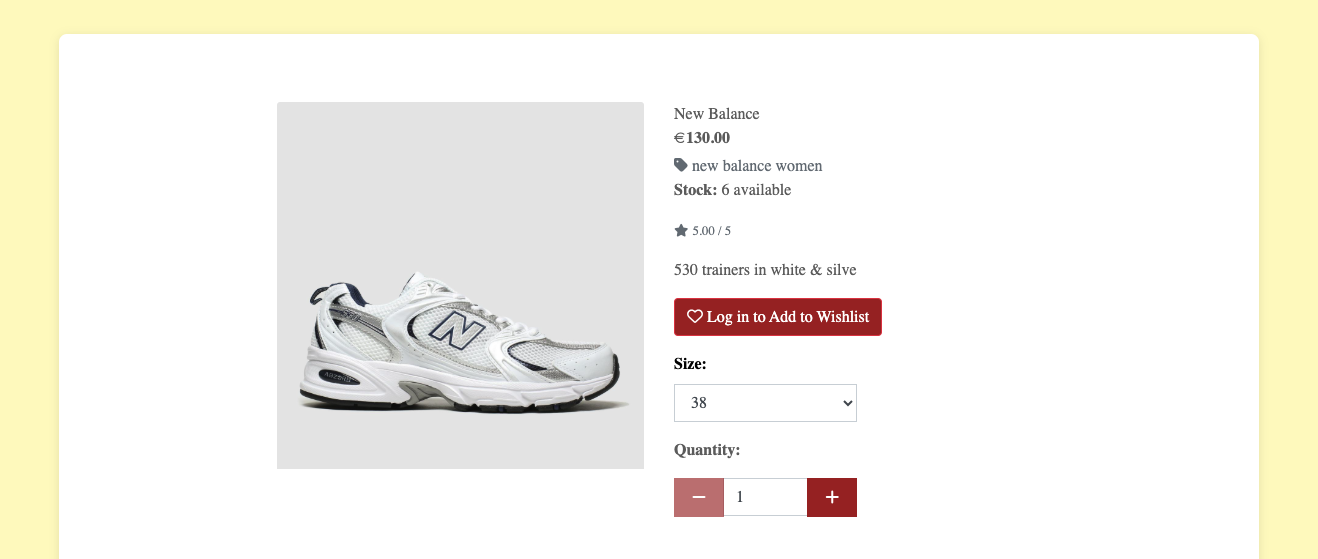 New Balance
€130.00
new balance women
Stock: 6 available
5.00 / 5
530 trainers in white & silve
Log in to Add to Wishlist
Size:
38
Quantity:
1
N